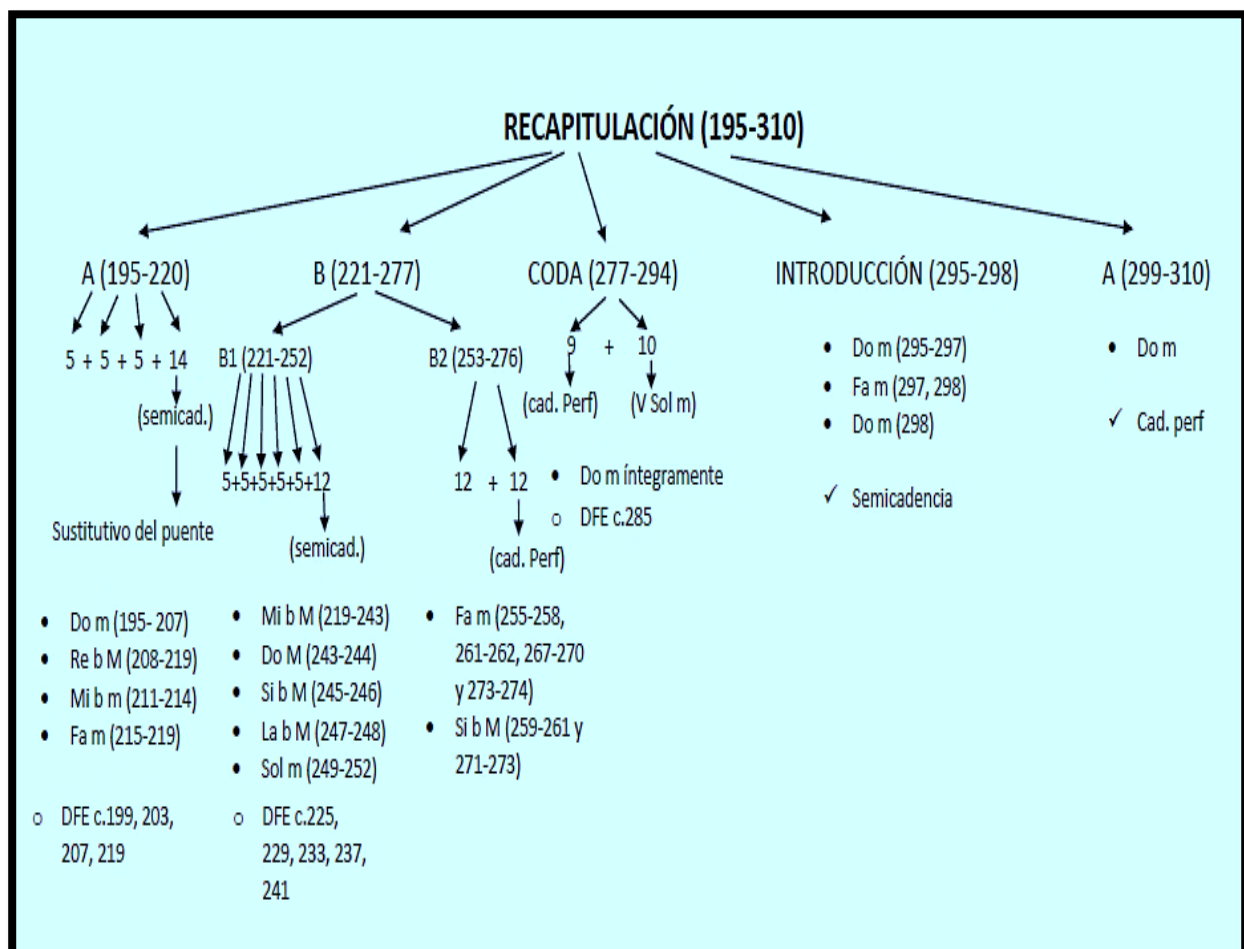 RECAPITULACIÓN (195-310)
A (195-220)
5 + 5 + 5 + 14
(semicad.)
Sustitutivo del puente
• Do m (195- 207)
• Re b M (208-219)
• Mi b m (211-214)
• Fa m (215-219)
o DFE c.199, 203,
207, 219
B (221-277)
B1 (221-252)
5+5+5+5+5+12
(semicad.)
• Mi b M (219-243)
• Do M (243-244)
• Si b M (245-246)
• La b M (247-248)
• Sol m (249-252)
o DFE c.225,
229, 233, 237,
241
B2 (253-276)
12 + 12
(cad. Perf)
• Fa m (255-258,
261-262, 267-270
y 273-274)
• Si b M (259-261 y
271-273)
CODA (277-294)
9 + 10
(cad. Perf) (V Sol m)
• Do m íntegramente
o DFE c.285
INTRODUCCIÓN (295-298)
• Do m (295-297)
• Fa m (297, 298)
• Do m (298)
✓ Semicadencia
A (299-310)
• Do m
✓ Cad. perf